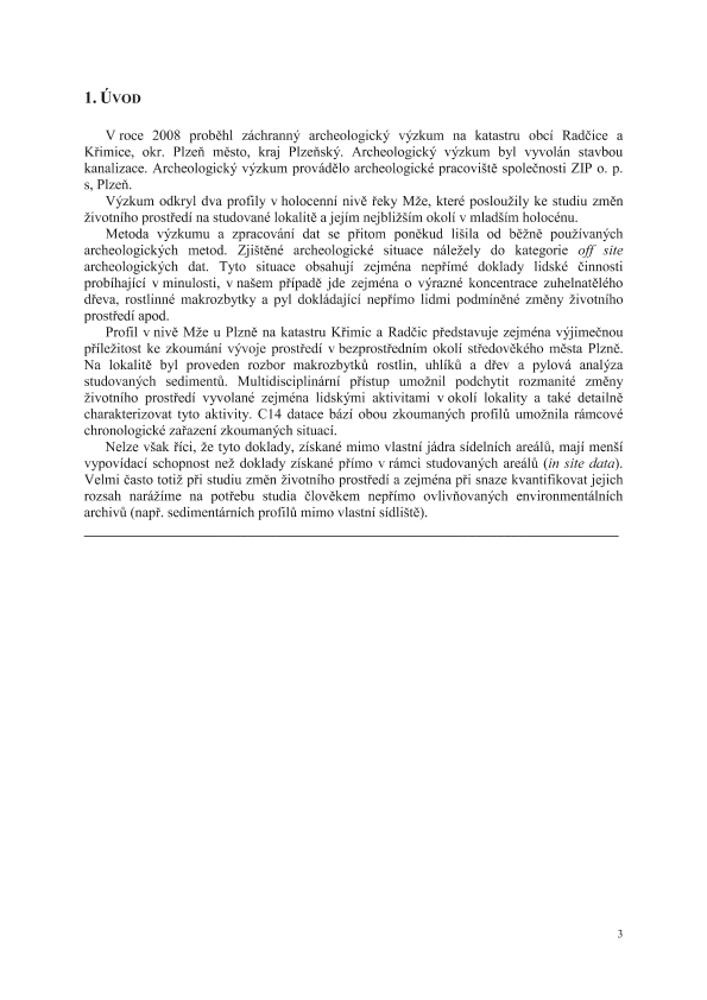 1. ÚVOD
V roce 2008 proběhl záchranný archeologický výzkum na katastru obcí Radčice a
Křimice, okr. Plzeň město, kraj Plzeňský. Archeologický výzkum byl vyvolán stavbou
kanalizace. Archeologický výzkum provádělo archeologické pracoviště společnosti ZIP o. p.
s, Plzeň.
Výzkum odkryl dva profily v holocenní nivě řeky Mže, které posloužily ke studiu změn
životního prostředí na studované lokalitě a jejím nejbližším okolí v mladším holocénu.
Metoda výzkumu a zpracování dat se přitom poněkud lišila od běžně používaných
archeologických metod. Zjištěné archeologické situace náležely do kategorie off site
archeologických dat. Tyto situace obsahují zejména nepřímé doklady lidské činnosti
probíhající v minulosti, v našem případě jde zejména o výrazné koncentrace zuhelnatělého
dřeva, rostlinné makrozbytky a pyl dokládající nepřímo lidmi podmíněné změny životního
prostředí apod.
Profil v nivě Mže u Plzně na katastru Křimic a Radčic představuje zejména výjimečnou
příležitost ke zkoumání vývoje prostředí v bezprostředním okolí středověkého města Plzně.
Na lokalitě byl proveden rozbor makrozbytků rostlin, uhlíků a dřev a pylová analýza
studovaných sedimentů. Multidisciplinární přístup umožnil podchytit rozmanité změny
životního prostředí vyvolané zejména lidskými aktivitami v okolí lokality a také detailně
charakterizovat tyto aktivity. C14 datace bází obou zkoumaných profilů umožnila rámcové
chronologické zařazení zkoumaných situací.
Nelze však říci, že tyto doklady, získané mimo vlastní jádra sídelních areálů, mají menší
vypovídací schopnost než doklady získané přímo v rámci studovaných areálů (in site data).
Velmi často totiž při studiu změn životního prostředí a zejména při snaze kvantifikovat jejich
rozsah narážíme na potřebu studia člověkem nepřímo ovlivňovaných environmentálních
archivů (např. sedimentárních profilů mimo vlastní sídliště).
3